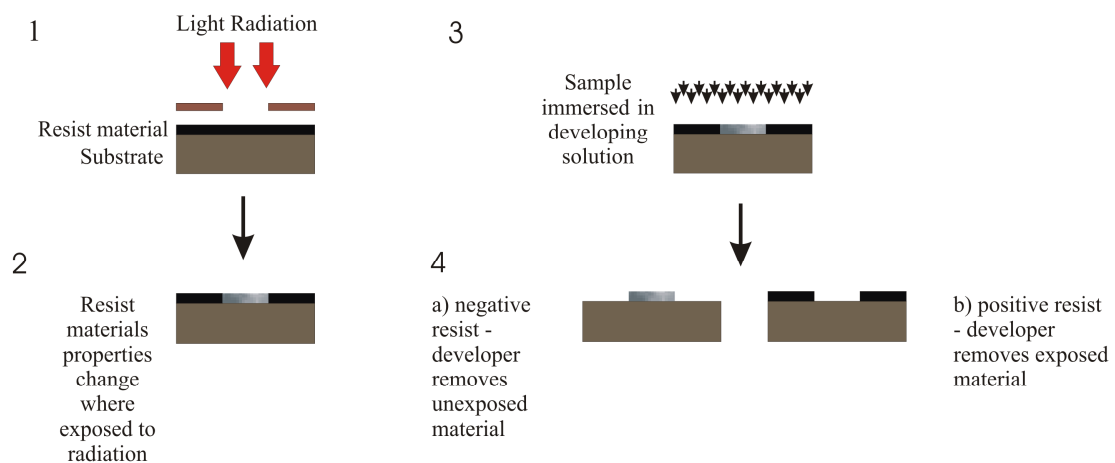 1
Light Radiation
Resist material
Substrate
2
Resist
materials
properties
change
where
exposed to
radiation
3
Sample
immersed in
developing
solution
4
a) negative
resist -
developer
removes
unexposed
material
b) positive resist
- developer
removes exposed
material